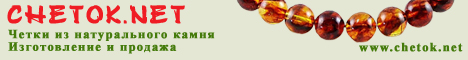 CHETOK.NET
Четки из натурального камня
Изготовление и продажа
www.chetok.net